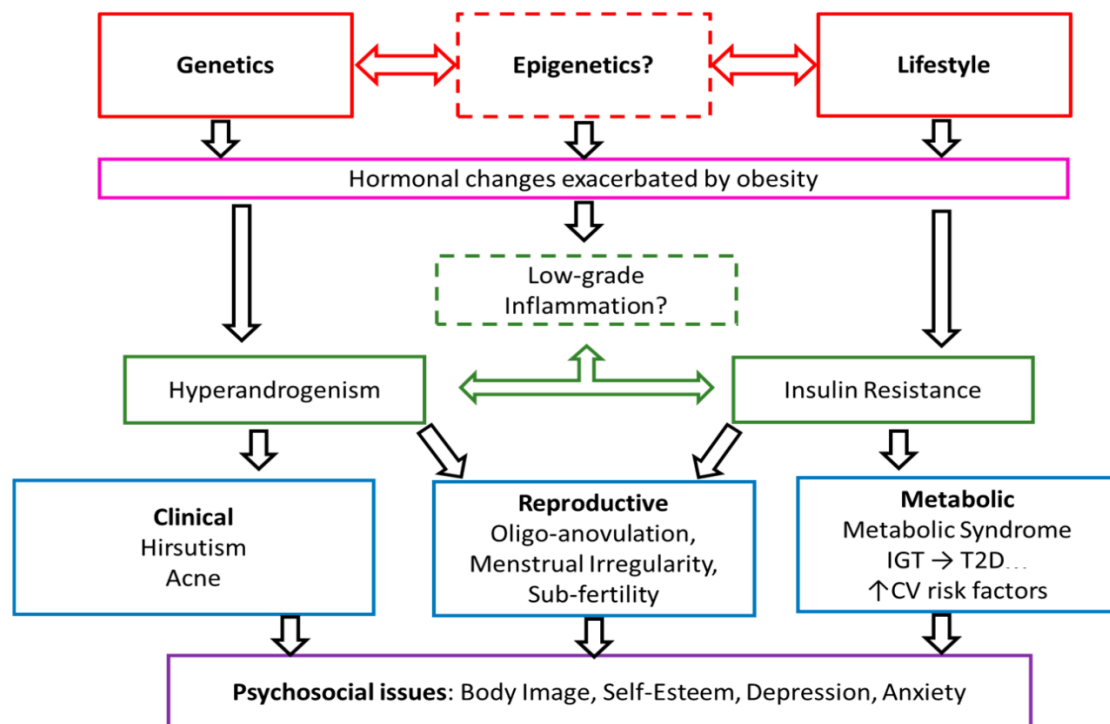 Genetics
Epigenetics?
Lifestyle
Hormonal changes exacerbated by obesity
Low-grade
Inflammation?
Hyperandrogenism
Insulin Resistance
Clinical
Hirsutism
Acne
Reproductive
Oligo-anovulation,
Menstrual Irregularity,
Sub-fertility
Metabolic
Metabolic Syndrome
IGT → T2D...
↑CV risk factors
Psychosocial issues: Body Image, Self-Esteem, Depression, Anxiety